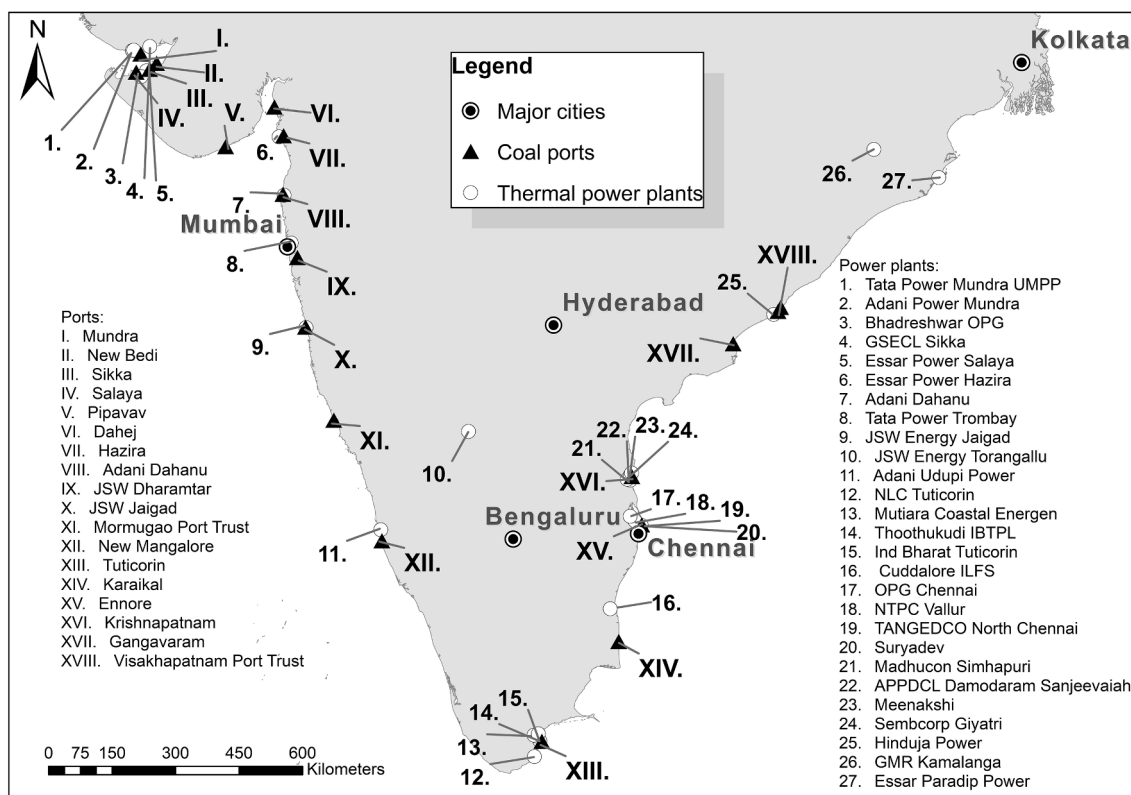 N
Legend
Major cities
Coal ports
Thermal power plants
Kolkata
I.
II.
III.
IV.
V.
VI.
1.
2.
3.
4.
5.
6.
VII.
7.
VIII.
Mumbai
8.
IX.
26.
27.
XVIII.
25.
Hyderabad
XVII.
9.
X.
XI.
10.
22.
23.
24.
21.
XVI.
17.
18.
19.
20.
Bengaluru
XV.
Chennai
11.
XII.
16.
XIV.
15.
14.
13.
12.
XIII.
Ports:
I. Mundra
II. New Bedi
III. Sikka
IV. Salaya
V. Pipavav
VI. Dahej
VII. Hazira
VIII. Adani Dahanu
IX. JSW Dharamtar
X. JSW Jaigad
XI. Mormugao Port Trust
XII. New Mangalore
XIII. Tuticorin
XIV. Karaikal
XV. Ennore
XVI. Krishnapatnam
XVII. Gangavaram
XVIII. Visakhapatnam Port Trust
Power plants:
1. Tata Power Mundra UMPP
2. Adani Power Mundra
3. Bhadreshwar OPG
4. GSECL Sikka
5. Essar Power Salaya
6. Essar Power Hazira
7. Adani Dahanu
8. Tata Power Trombay
9. JSW Energy Jaigad
10. JSW Energy Torangallu
11. Adani Udupi Power
12. NLC Tuticorin
13. Mutiara Coastal Energen
14. Thoothukudi IBTPL
15. Ind Bharat Tuticorin
16. Cuddalore ILFS
17. OPG Chennai
18. NTPC Vallur
19. TANGEDCO North Chennai
20. Suryadev
21. Madhucon Simhapuri
22. APPDCL Damodaram Sanjeevaiah
23. Meenakshi
24. Sembcorp Giyatri
25. Hinduja Power
26. GMR Kamalanga
27. Essar Paradip Power
0 75 150 300 450 600
Kilometers